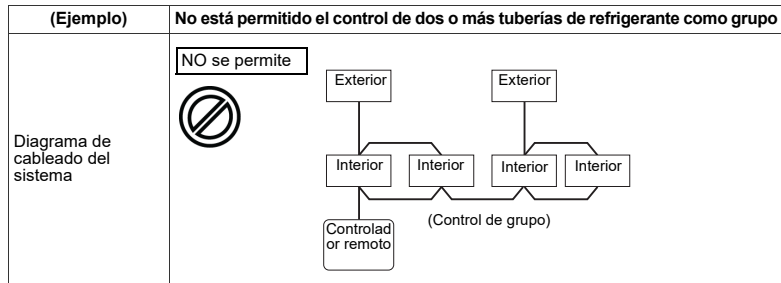 (Ejemplo)
No está permitido el control de dos o más tuberías de refrigerante como grupo
NO se permite
Diagrama de
cableado del
sistema
Exterior
Exterior
Interior
Interior
Interior
Interior
(Control de grupo)
Controlad
or remoto